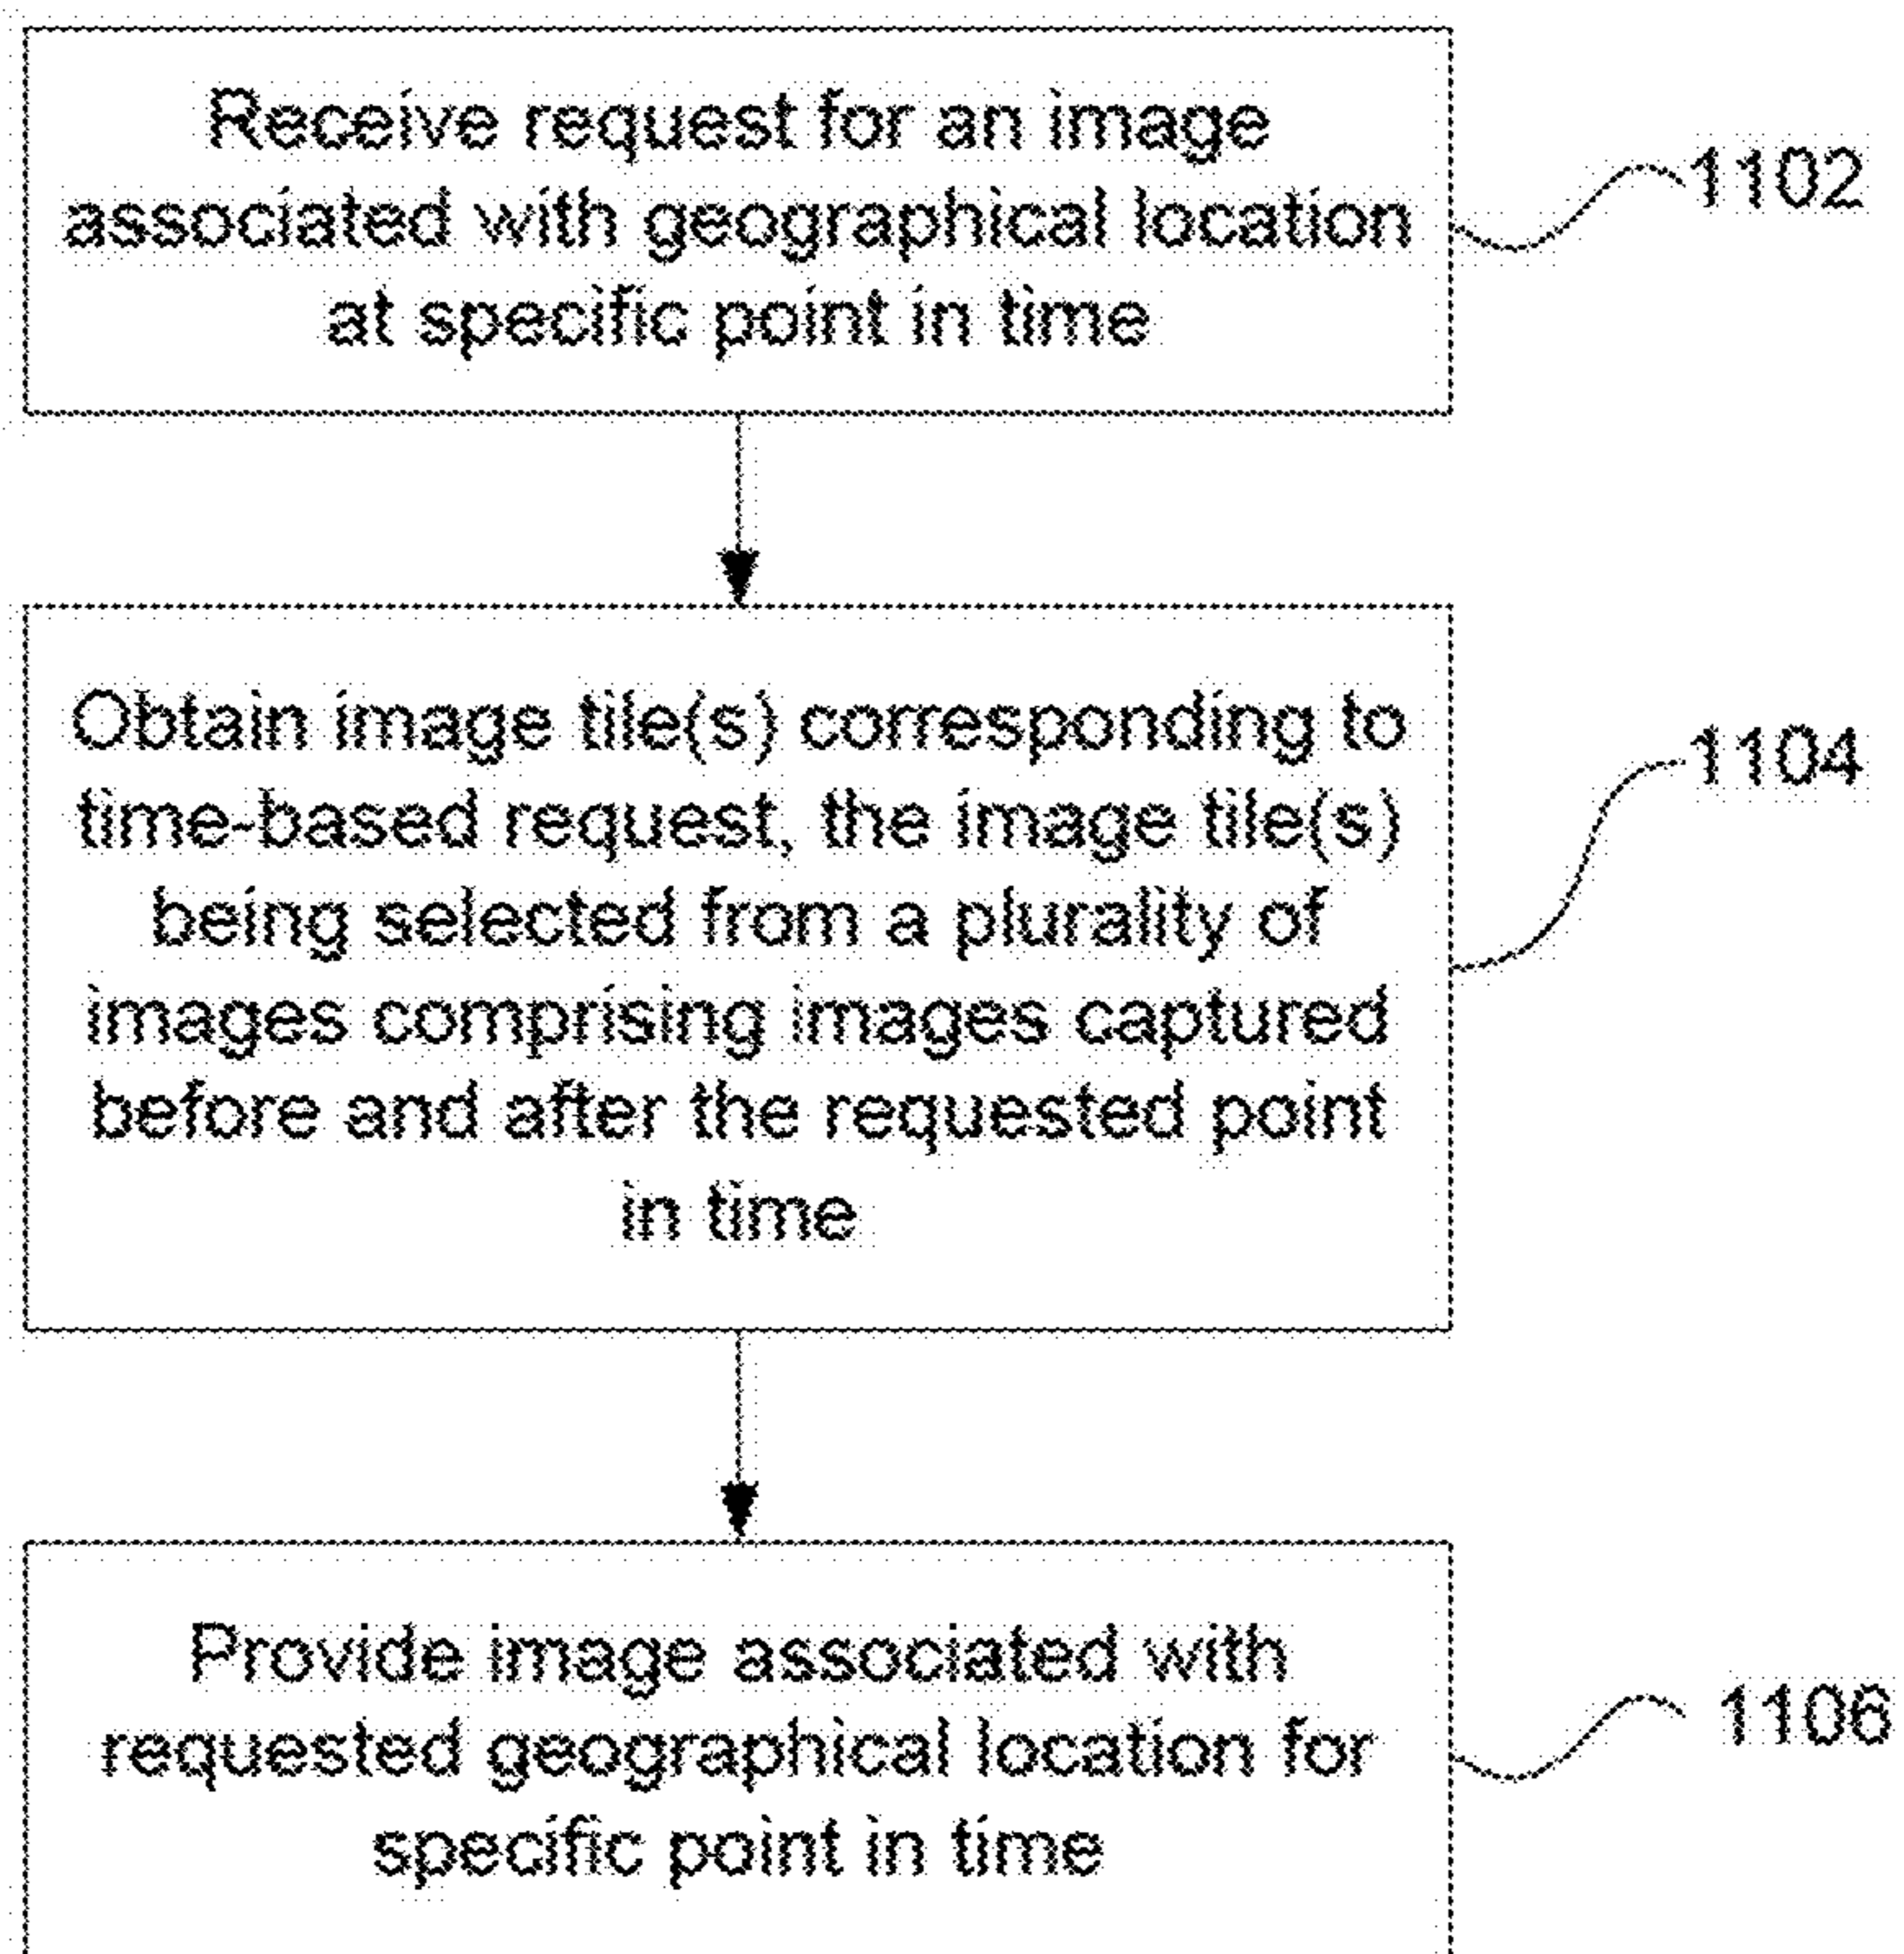 Receive request for an image
associated with geographical location
at specific point in time
1102
Obtain image tile(s) corresponding to
time-based request, the image tile(s)
being selected from a plurality of
images comprising images captured
before and after the requested point
in time
1104
Provide image associated with
requested geographical location for
specific point in time
1106